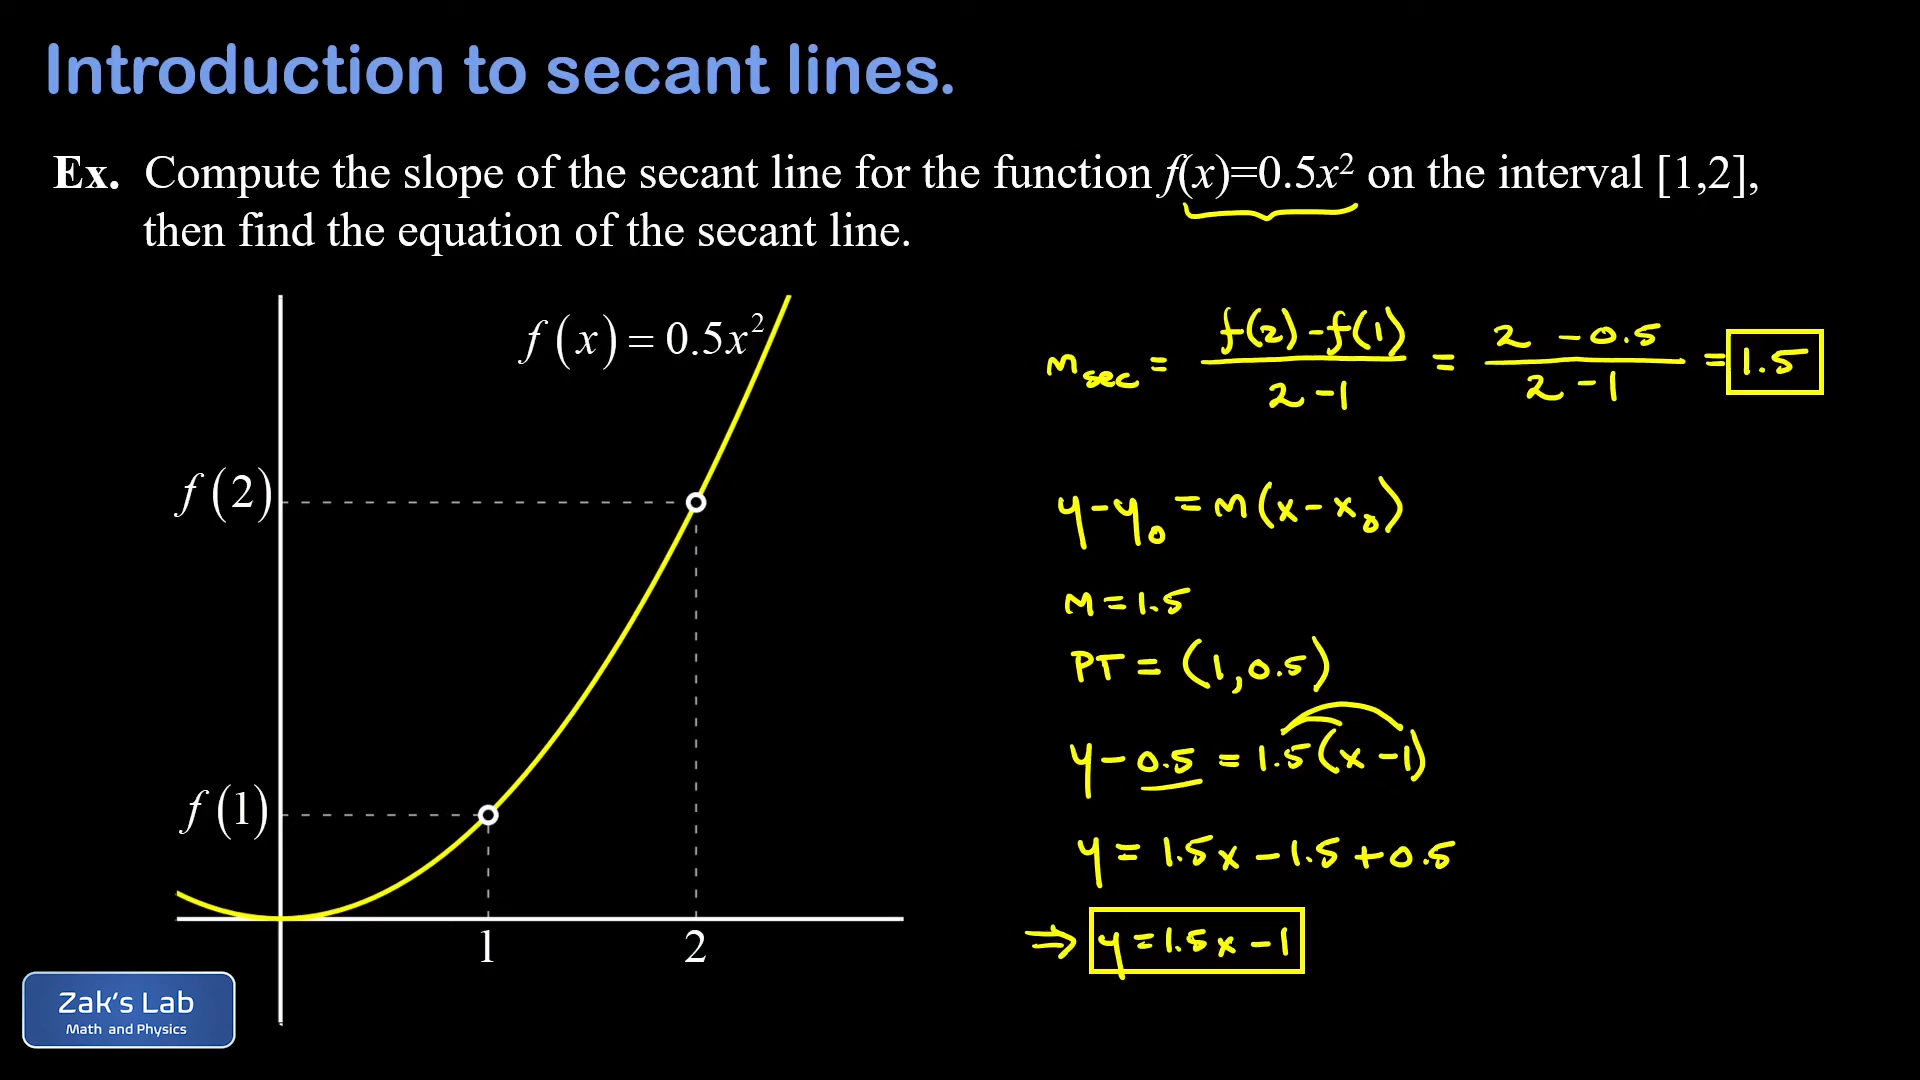 Introduction to secant lines.
Ex. Compute the slope of the secant line for the function f(x)=0.5x² on the interval [1,2],
then find the equation of the secant line.
f(x) = 0.5x²
f(2)
f(1)
1 2
Zak's Lab
Math and Physics
m_sec = (f(2) - f(1))/(2 - 1) = (2 - 0.5)/(2 - 1) = 1.5
y - y₀ = m(x - x₀)
m = 1.5
PT = (1, 0.5)
y - 0.5 = 1.5(x - 1)
y = 1.5x - 1.5 + 0.5
⇒ y = 1.5x - 1